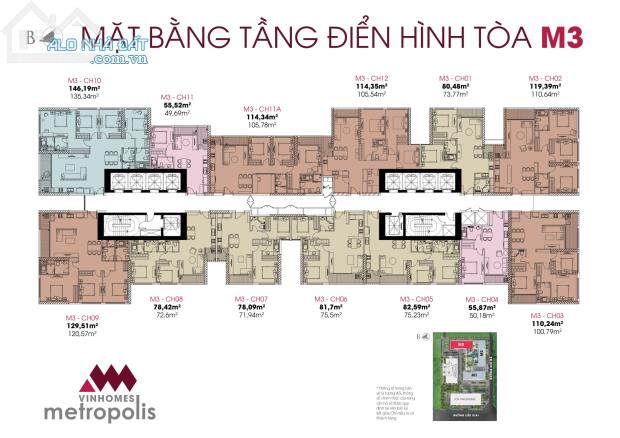 B
MẶT BẰNG TẦNG ĐIỂN HÌNH TÒA M3
ALO NHÀ ĐẤT
.com.vn
M3 - CH10
146,19m²
135,34m²
M3 - CH11
55,52m²
49,69m²
M3 - CH11A
114,34m²
105,78m²
M3 - CH12
114,35m²
105,54m²
M3 - CH01
80,48m²
73,77m²
M3 - CH02
119,39m²
110,64m²
M3 - CH09
129,51m²
120,57m²
M3 - CH08
78,42m²
72,6m²
M3 - CH07
78,09m²
71,94m²
M3 - CH06
81,7m²
75,5m²
M3 - CH05
82,59m²
75,23m²
M3 - CH04
55,87m²
50,18m²
M3 - CH03
110,24m²
100,79m²
B
M3
VINHOMES
metropolis